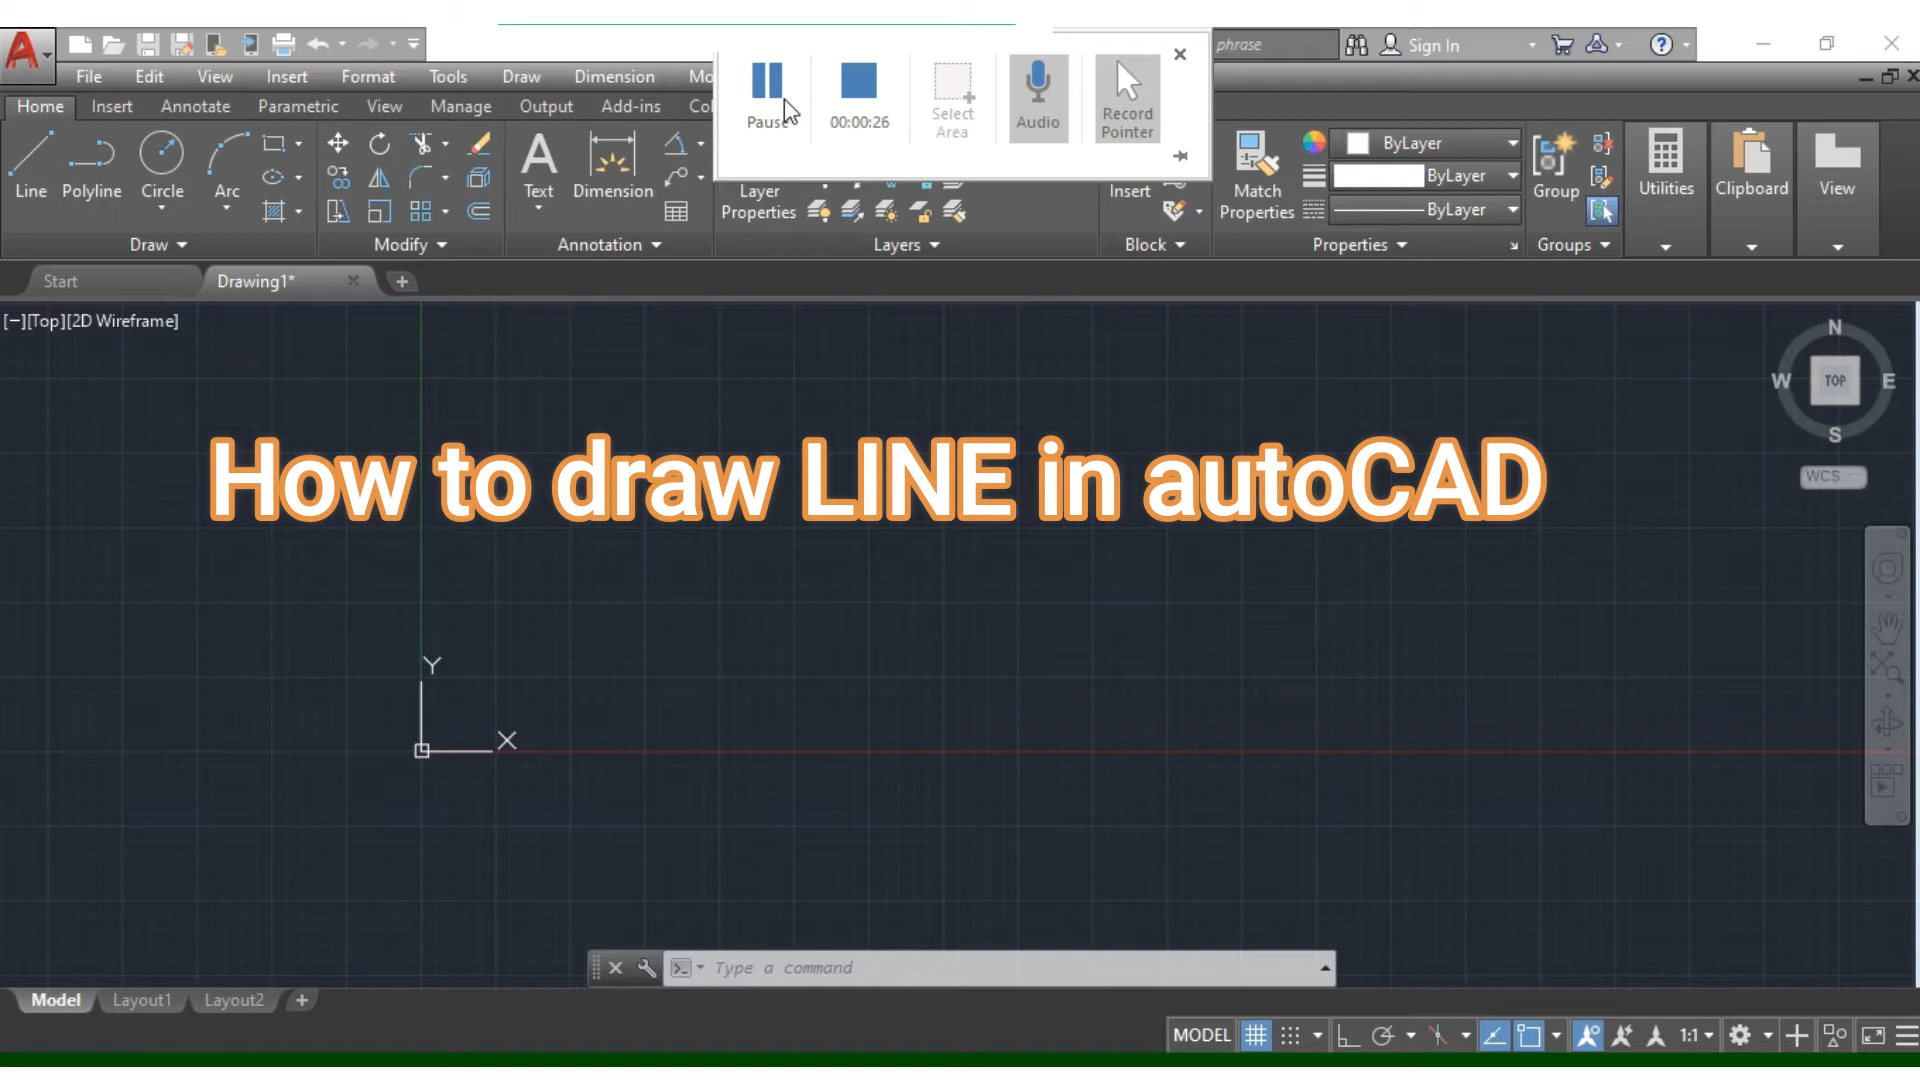 phrase
Sign In
File Edit View Insert Format Tools Draw Dimension Mo
Pause
00:00:26
Select Area
Audio
Record Pointer
Home Insert Annotate Parametric View Manage Output Add-ins Col
Line Polyline Circle Arc
Text Dimension
Layer Properties
Insert
Match Properties
ByLayer
ByLayer
ByLayer
Group
Utilities
Clipboard
View
Draw Modify Annotation Layers Block Properties Groups
Start Drawing1*
[−][Top][2D Wireframe]
N
W TOP E
S
WCS
How to draw LINE in autoCAD
Y
X
Type a command
Model Layout1 Layout2
MODEL 1:1